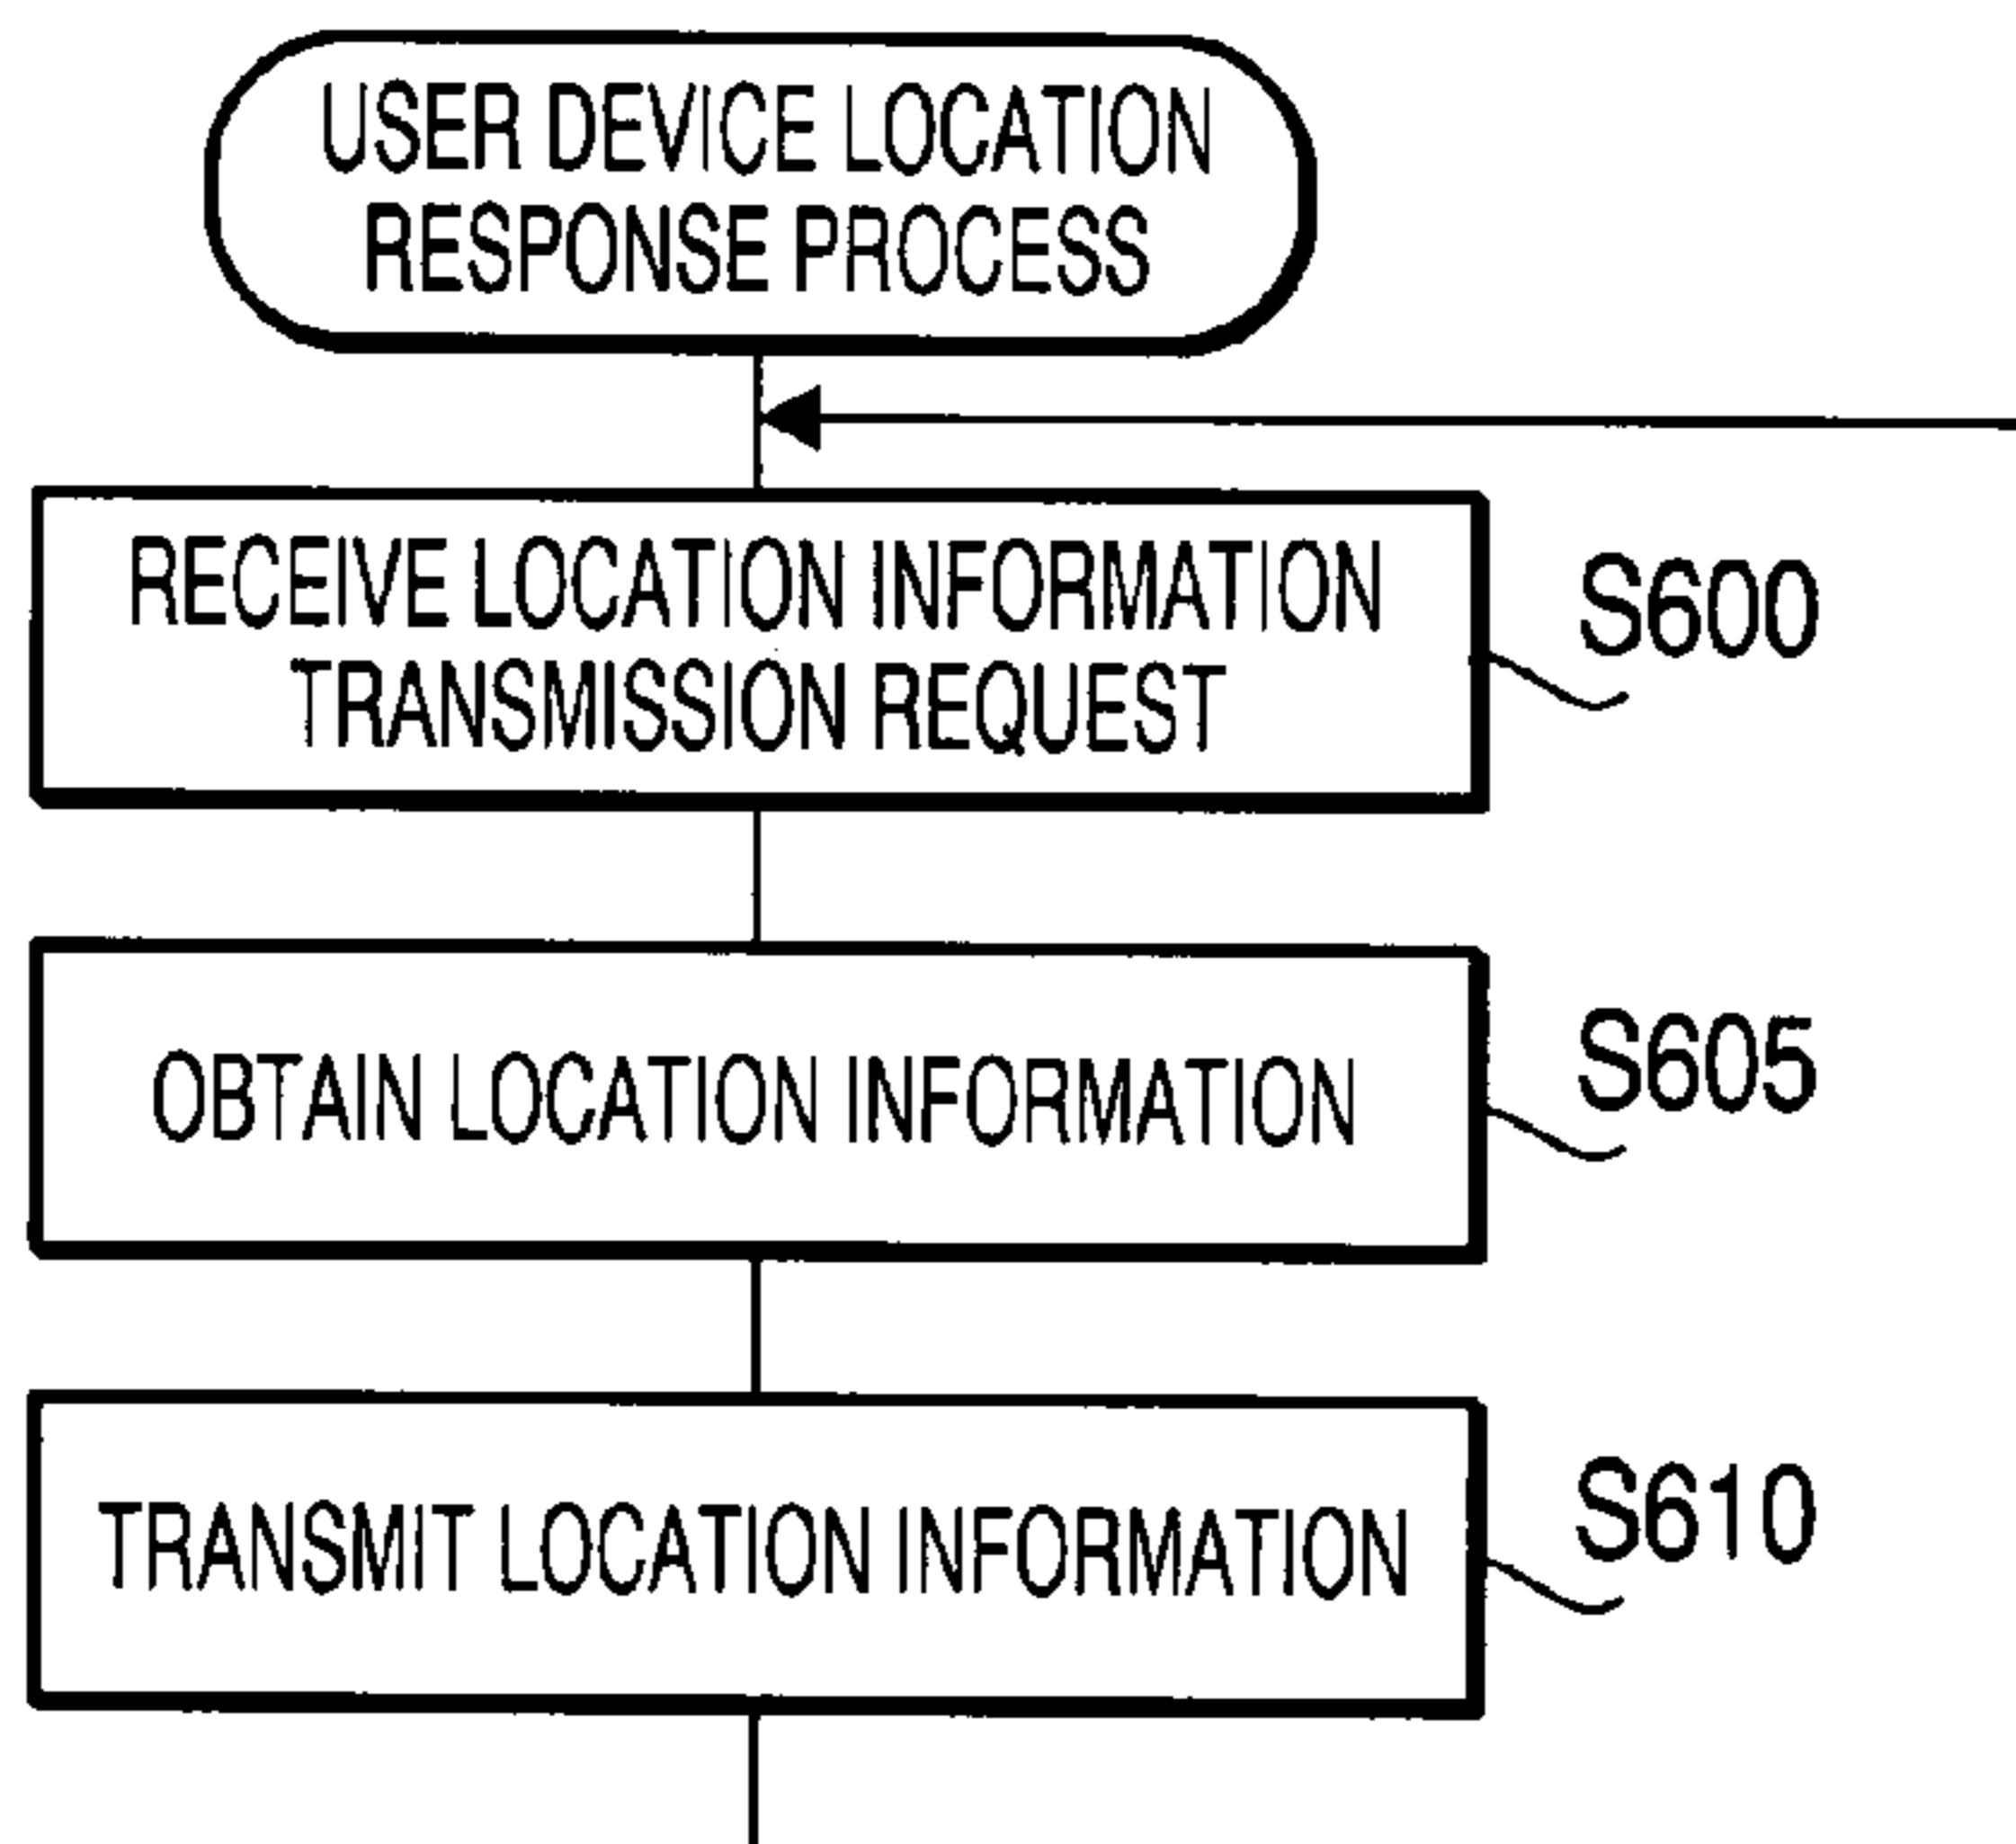 USER DEVICE LOCATION
RESPONSE PROCESS
RECEIVE LOCATION INFORMATION
TRANSMISSION REQUEST
S600
OBTAIN LOCATION INFORMATION
S605
TRANSMIT LOCATION INFORMATION
S610